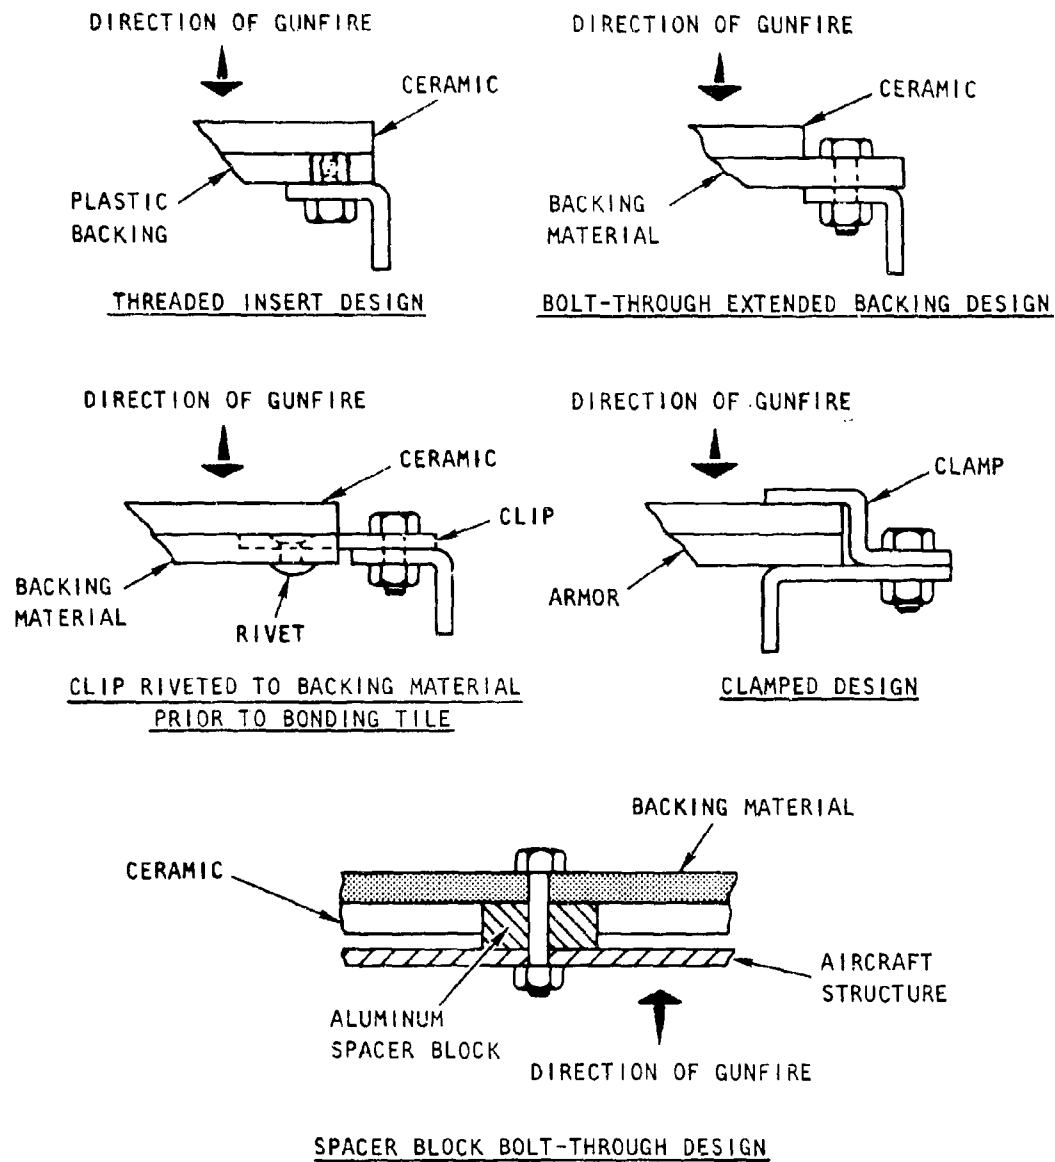 DIRECTION OF GUNFIRE
CERAMIC
PLASTIC
BACKING
THREADED INSERT DESIGN
DIRECTION OF GUNFIRE
CERAMIC
BACKING
MATERIAL
BOLT-THROUGH EXTENDED BACKING DESIGN
DIRECTION OF GUNFIRE
CERAMIC
CLIP
BACKING
MATERIAL
RIVET
CLIP RIVETED TO BACKING MATERIAL
PRIOR TO BONDING TILE
DIRECTION OF GUNFIRE
CLAMP
ARMOR
CLAMPED DESIGN
BACKING MATERIAL
CERAMIC
AIRCRAFT
STRUCTURE
ALUMINUM
SPACER BLOCK
DIRECTION OF GUNFIRE
SPACER BLOCK BOLT-THROUGH DESIGN